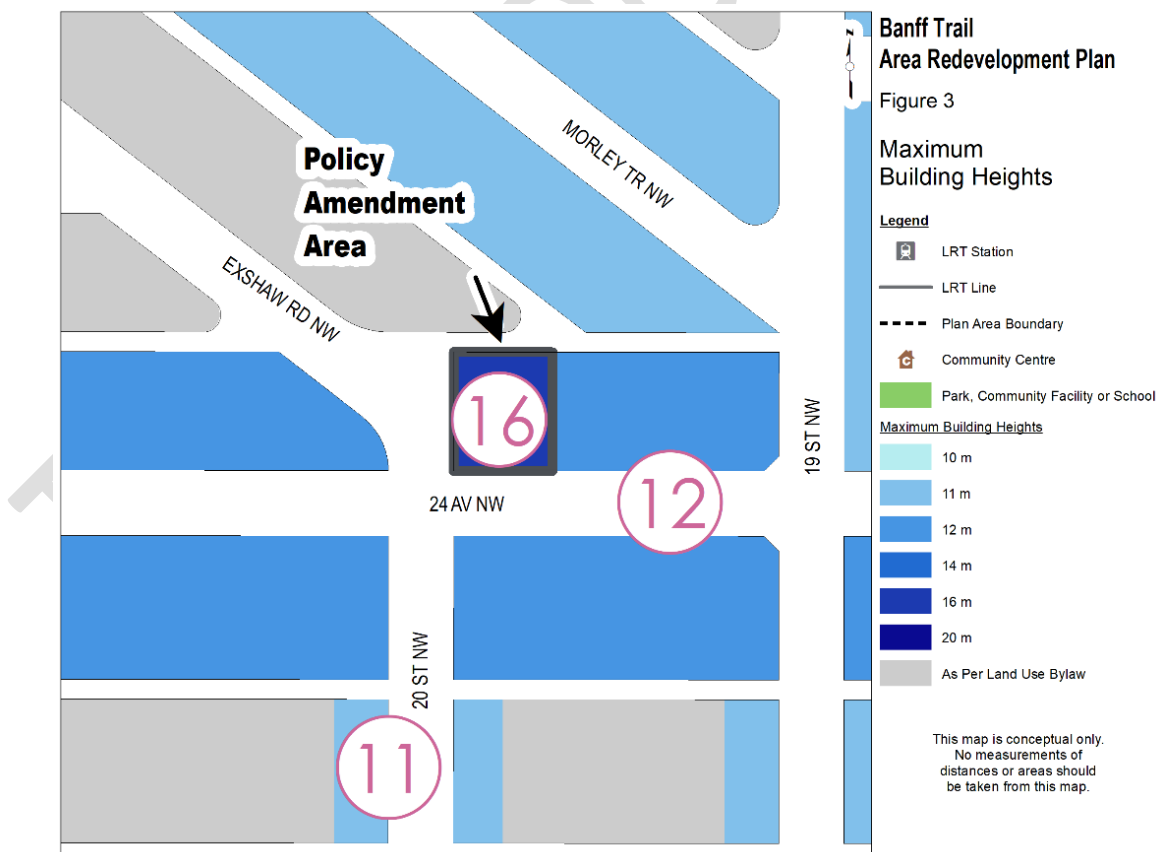 Banff Trail
Area Redevelopment Plan
Figure 3
Maximum
Building Heights
Legend
LRT Station
LRT Line
Plan Area Boundary
C
Community Centre
Park, Community Facility or School
Maximum Building Heights
10 m
11 m
12 m
14 m
16 m
20 m
As Per Land Use Bylaw
This map is conceptual only.
No measurements of
distances or areas should
be taken from this map.
N
MORLEY TR NW
Policy
Amendment
Area
EXSHAW RD NW
16
19 ST NW
24 AV NW
12
20 ST NW
11